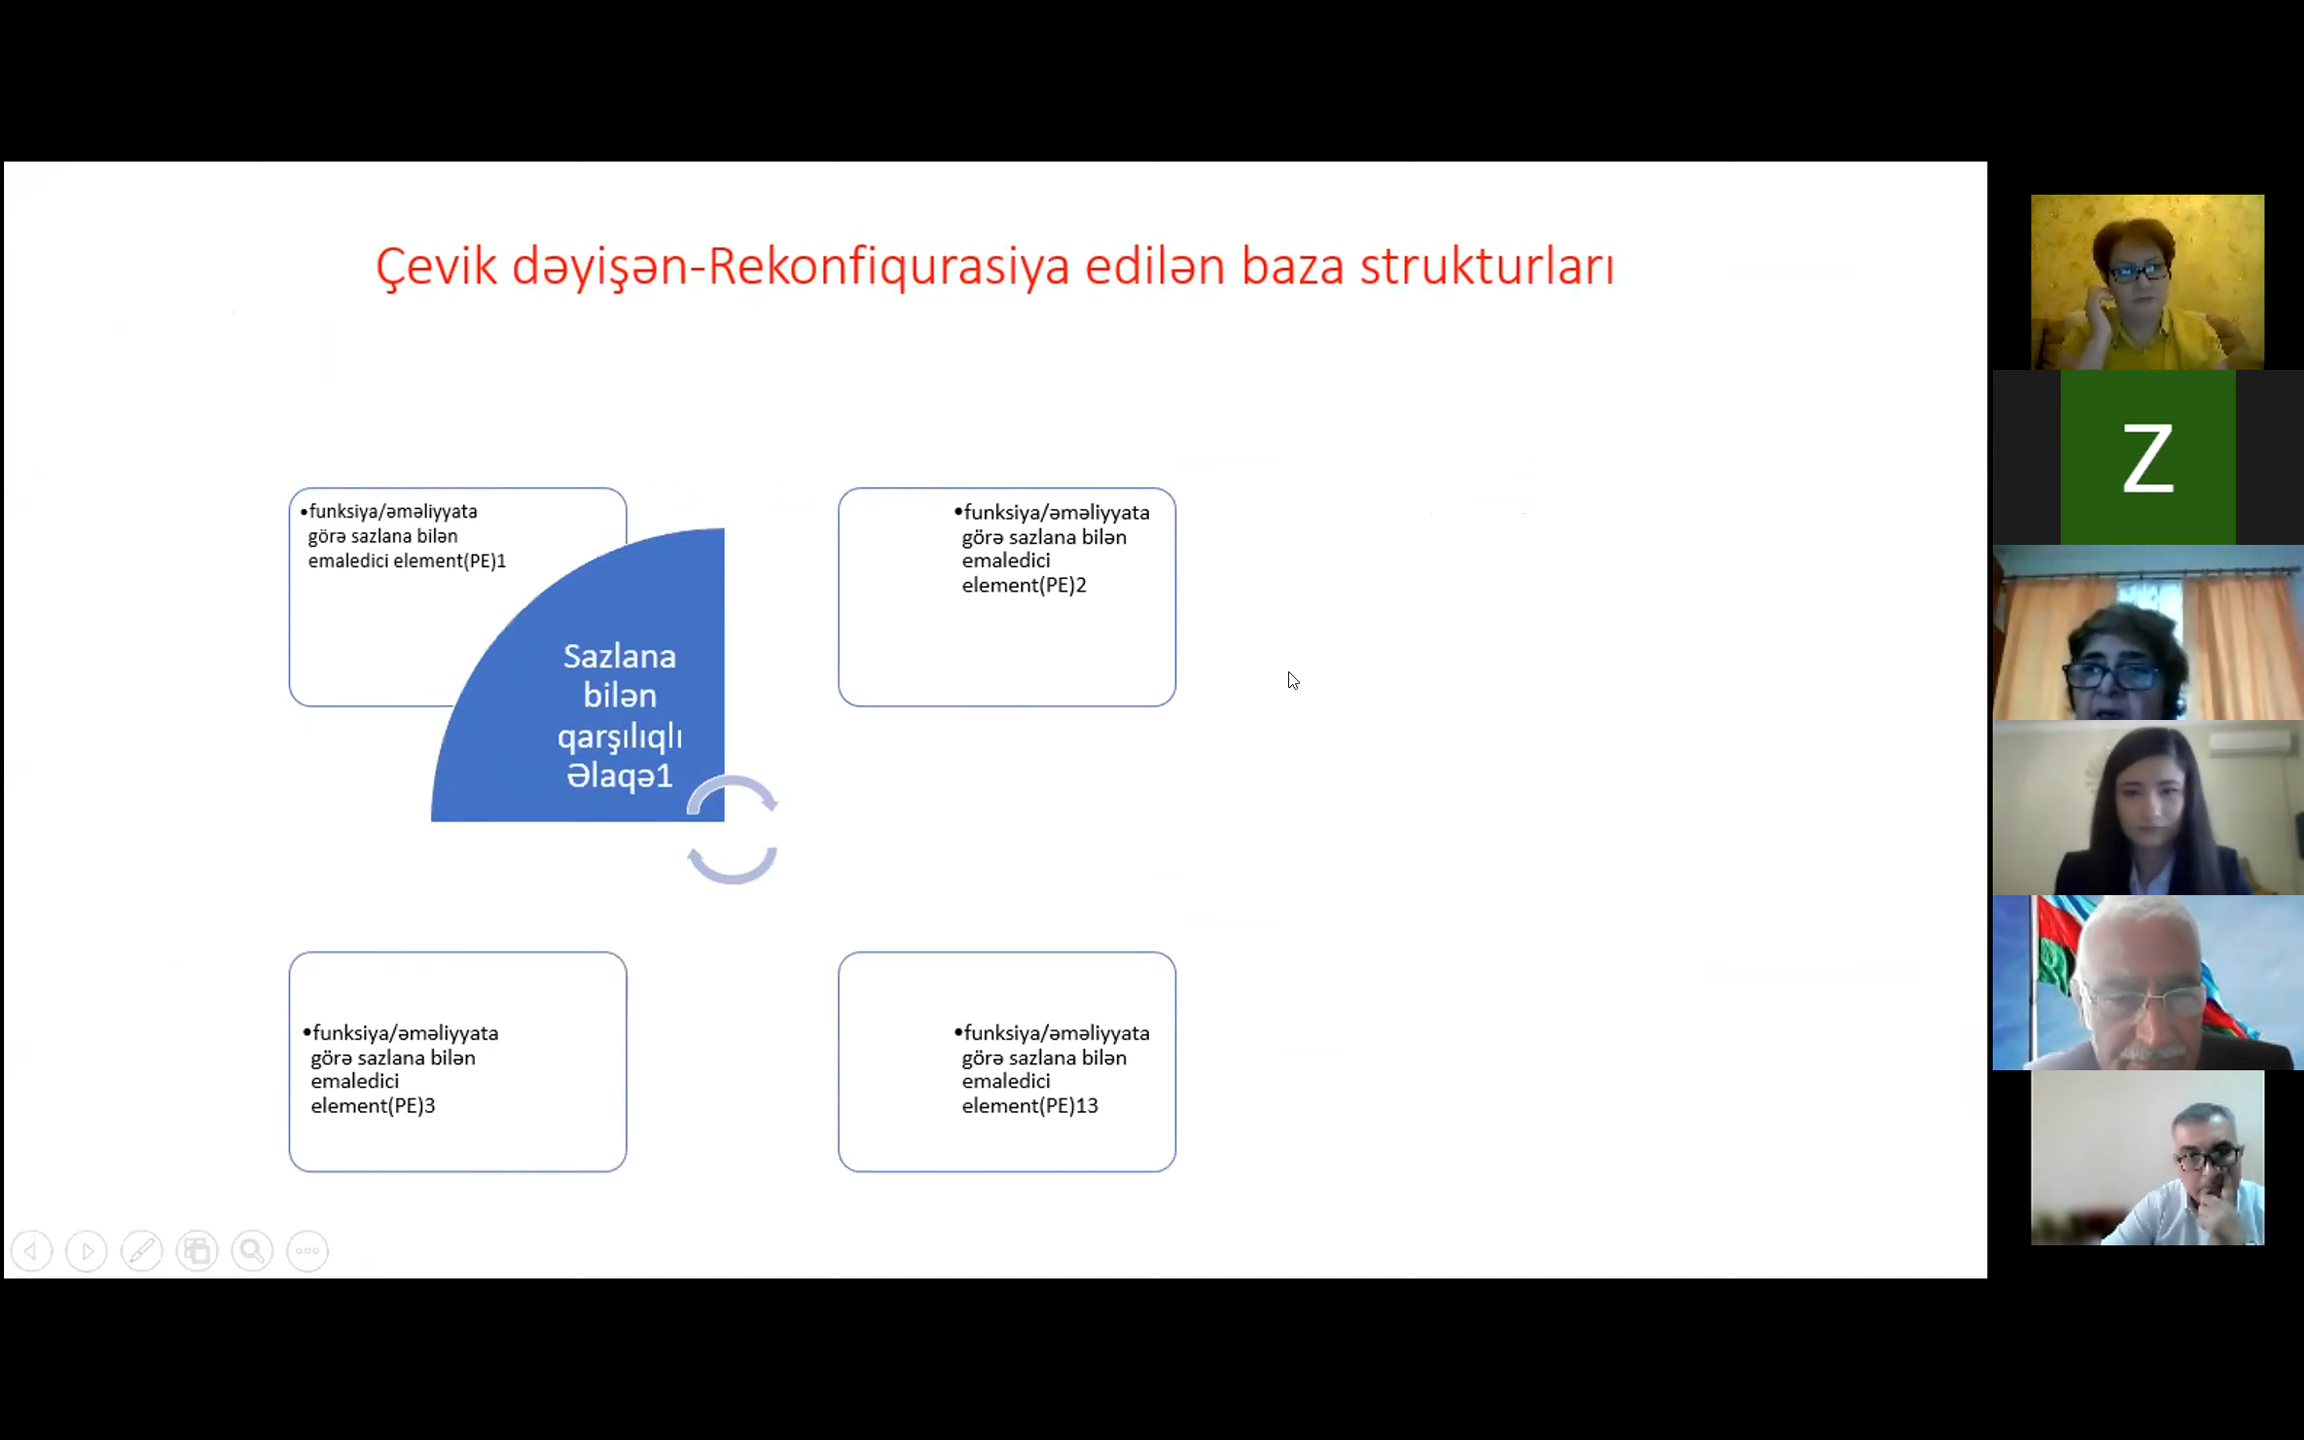 Çevik dəyişən-Rekonfiqurasiya edilən baza strukturları
•funksiya/əməliyyata
görə sazlana bilən
emaledici element(PE)1
•funksiya/əməliyyata
görə sazlana bilən
emaledici
element(PE)2
Sazlana
bilən
qarşılıqlı
Əlaqə1
•funksiya/əməliyyata
görə sazlana bilən
emaledici
element(PE)3
•funksiya/əməliyyata
görə sazlana bilən
emaledici
element(PE)13
Z